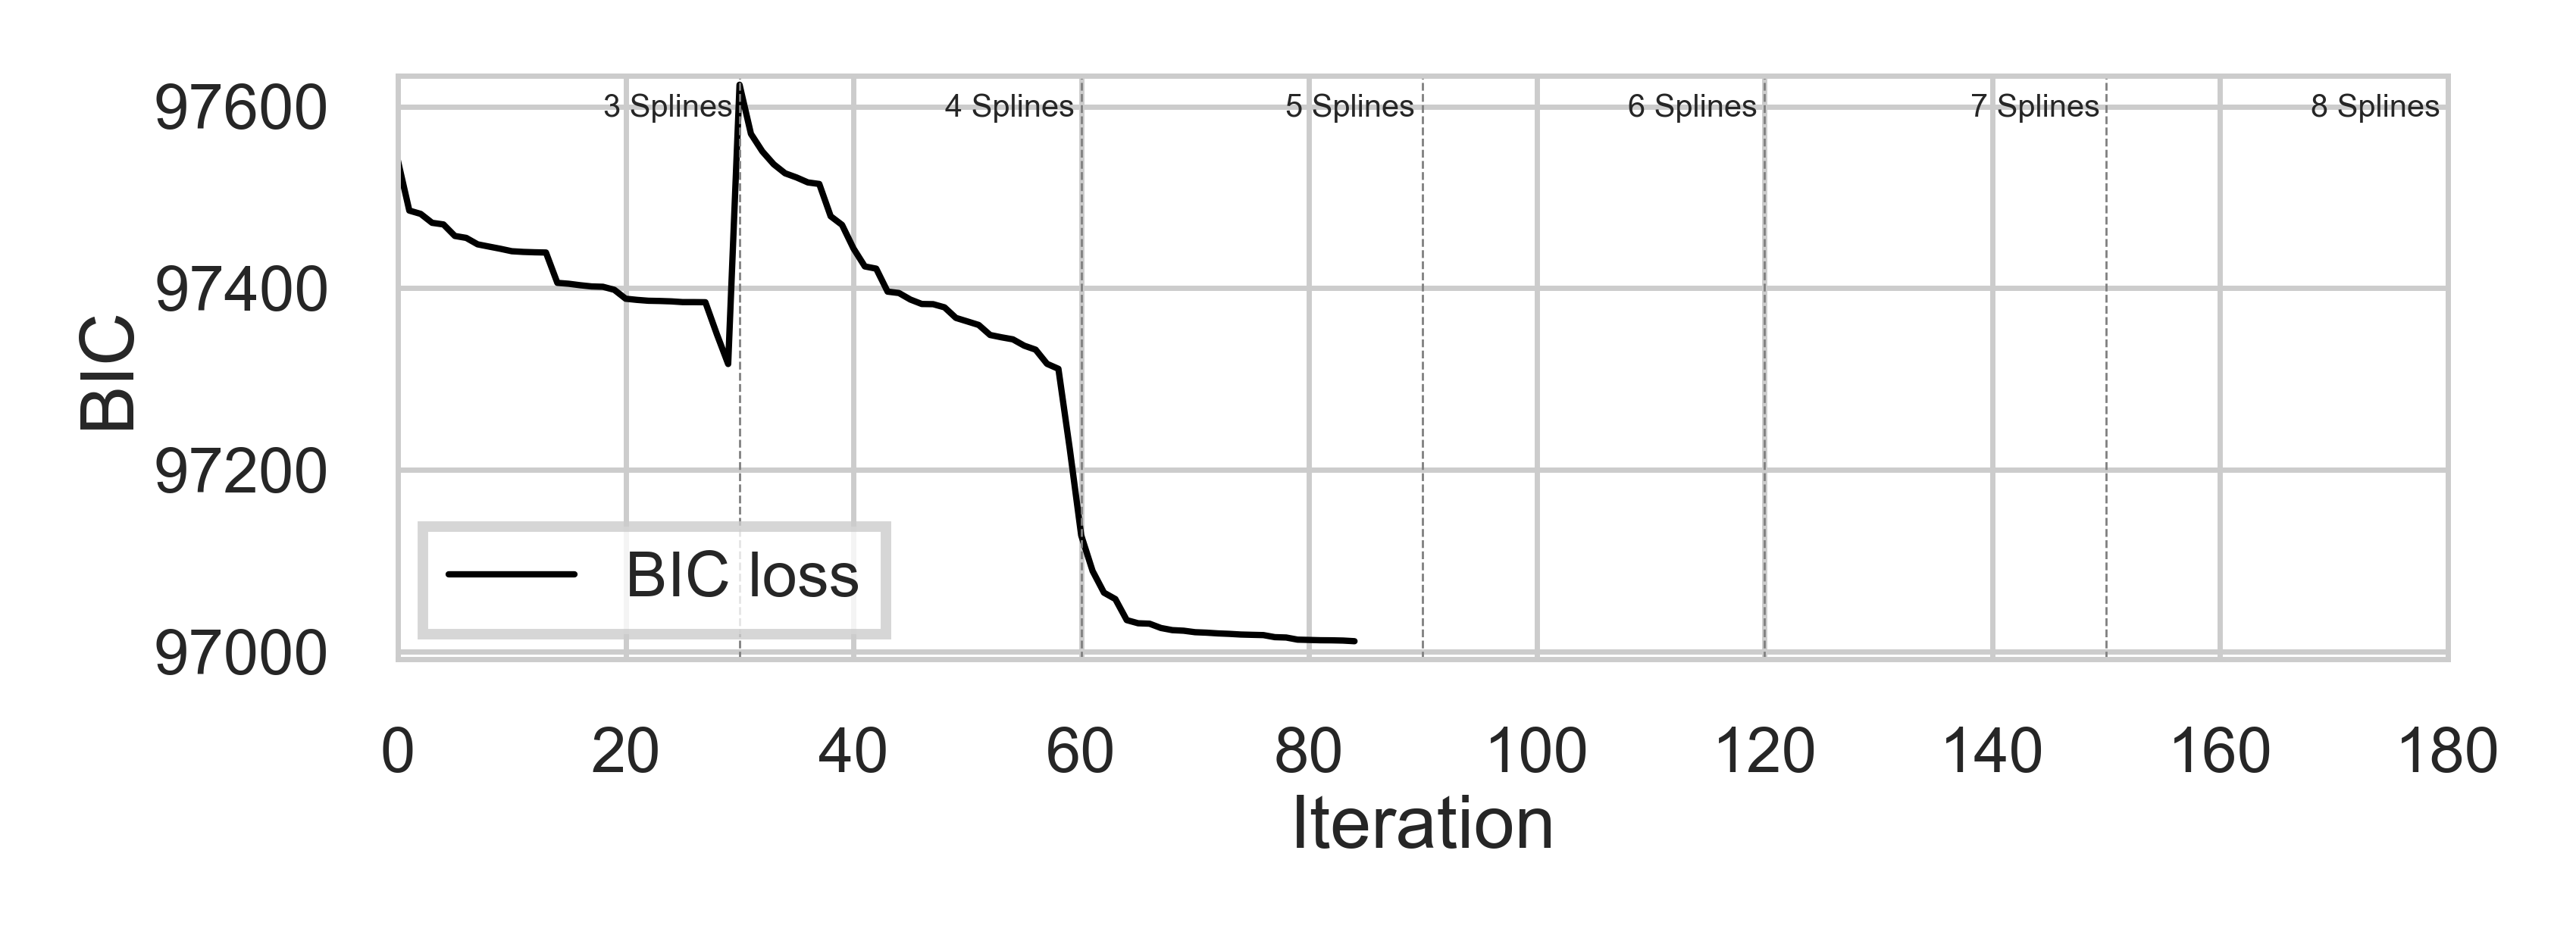 97600
97400
97200
97000
BIC
3 Splines
4 Splines
5 Splines
6 Splines
7 Splines
8 Splines
BIC loss
0 20 40 60 80 100 120 140 160 180
Iteration